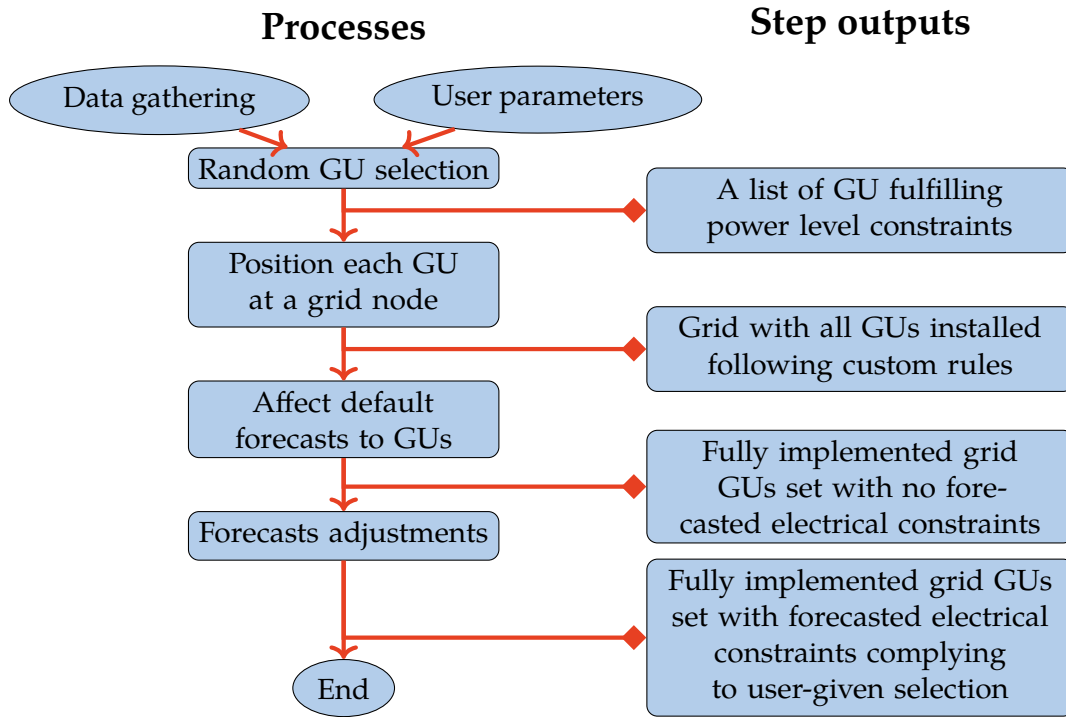 Processes
Step outputs
Data gathering
User parameters
Random GU selection
A list of GU fulfilling
power level constraints
Position each GU
at a grid node
Grid with all GUs installed
following custom rules
Affect default
forecasts to GUs
Fully implemented grid
GUs set with no fore-
casted electrical constraints
Forecasts adjustments
Fully implemented grid GUs
set with forecasted electrical
constraints complying
to user-given selection
End